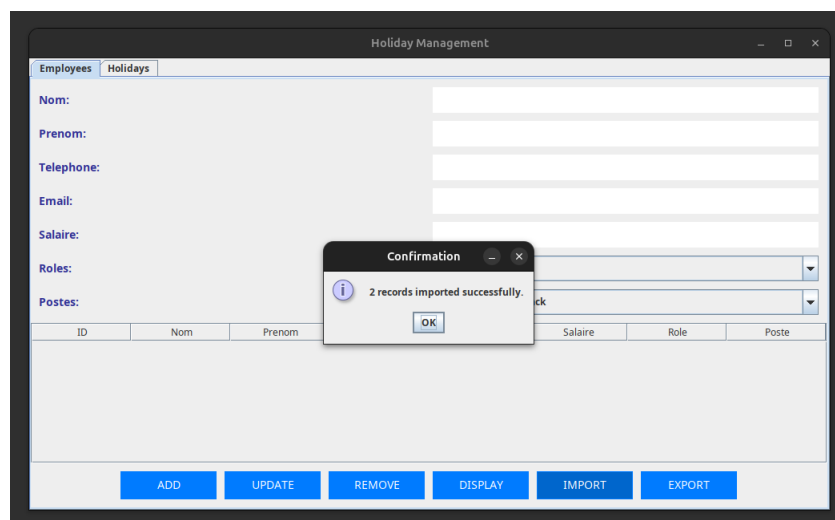 Holiday Management
Employees Holidays
Nom:
Prenom:
Telephone:
Email:
Salaire:
Confirmation
Roles:
2 records imported successfully.
Postes:
OK
ID Nom Prenom Salaire Role Poste
ADD UPDATE REMOVE DISPLAY IMPORT EXPORT